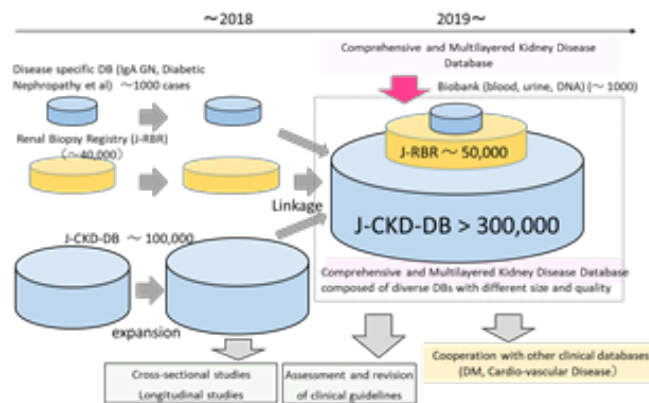 ~2018
2019~
Comprehensive and Multilayered Kidney Disease
Database
Disease specific DB (IgA GN, Diabetic
Nephropathy et al) ~1000 cases
Biobank (blood, urine, DNA) (~ 1000)
Renal Biopsy Registry (J-RBR)
(~40,000)
J-RBR ~ 50,000
Linkage
J-CKD-DB > 300,000
J-CKD-DB ~ 100,000
Comprehensive and Multilayered Kidney Disease Database
composed of diverse DBs with different size and quality
expansion
Cross-sectional studies
Longitudinal studies
Assessment and revision
of clinical guidelines
Cooperation with other clinical databases
(DM, Cardio-vascular Disease)